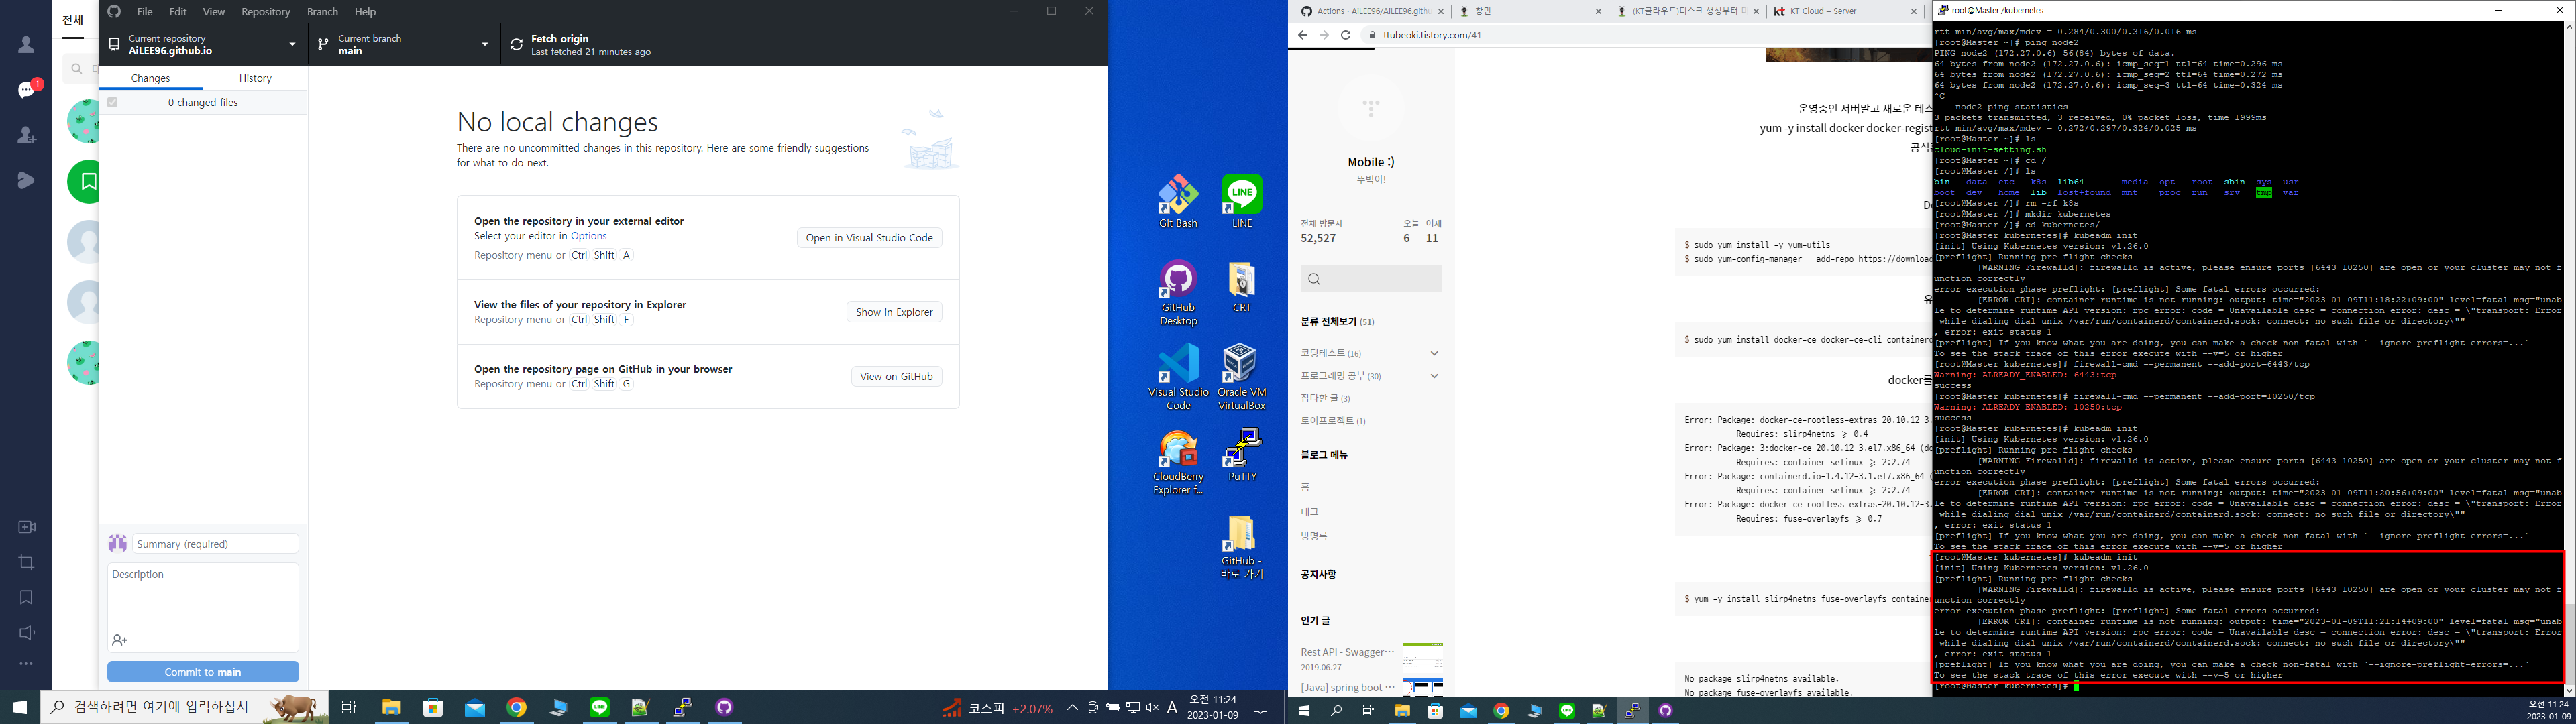 전체
1
File Edit View Repository Branch Help
Current repository
AiLEE96.github.io
Current branch
main
Fetch origin
Last fetched 21 minutes ago
Changes History
0 changed files
No local changes
There are no uncommitted changes in this repository. Here are some friendly suggestions
for what to do next.
Open the repository in your external editor
Select your editor in Options
Repository menu or Ctrl Shift A
Open in Visual Studio Code
View the files of your repository in Explorer
Repository menu or Ctrl Shift F
Show in Explorer
Open the repository page on GitHub in your browser
Repository menu or Ctrl Shift G
View on GitHub
Summary (required)
Description
Commit to main
Git Bash
LINE
GitHub
Desktop
CRT
Visual Studio
Code
Oracle VM
VirtualBox
CloudBerry
Explorer f...
PuTTY
GitHub -
바로 가기
검색하려면 여기에 입력하십시
코스피 +2.07%
A
오전 11:24
2023-01-09
Actions · AiLEE96/AiLEE96.gith
창민
(KT클라우드)디스크 생성부터
KT Cloud – Server
ttubeoki.tistory.com/41
Mobile :)
뚜벅이!
전체 방문자
52,527
오늘
6
어제
11
분류 전체보기 (51)
코딩테스트 (16)
프로그래밍 공부 (30)
잡다한 글 (3)
토이프로젝트 (1)
블로그 메뉴
홈
태그
방명록
공지사항
인기 글
Rest API - Swagger…
2019.06.27
[Java] spring boot …
운영중인 서버말고 새로운 테스
yum -y install docker docker-regist
공식
$ sudo yum install -y yum-utils
$ sudo yum-config-manager --add-repo https://download
유
$ sudo yum install docker-ce docker-ce-cli container
docker를
Error: Package: docker-ce-rootless-extras-20.10.12-3.
Requires: slirp4netns >= 0.4
Error: Package: 3:docker-ce-20.10.12-3.el7.x86_64 (do
Requires: container-selinux >= 2:2.74
Error: Package: containerd.io-1.4.12-3.1.el7.x86_64 (
Requires: container-selinux >= 2:2.74
Error: Package: docker-ce-rootless-extras-20.10.12-3.
Requires: fuse-overlayfs >= 0.7
$ yum -y install slirp4netns fuse-overlayfs container
No package slirp4netns available.
No package fuse-overlayfs available.
root@Master:/kubernetes
rtt min/avg/max/mdev = 0.284/0.300/0.316/0.016 ms
[root@Master ~]# ping node2
PING node2 (172.27.0.6) 56(84) bytes of data.
64 bytes from node2 (172.27.0.6): icmp_seq=1 ttl=64 time=0.296 ms
64 bytes from node2 (172.27.0.6): icmp_seq=2 ttl=64 time=0.272 ms
64 bytes from node2 (172.27.0.6): icmp_seq=3 ttl=64 time=0.324 ms
^C
--- node2 ping statistics ---
3 packets transmitted, 3 received, 0% packet loss, time 1999ms
rtt min/avg/max/mdev = 0.272/0.297/0.324/0.025 ms
[root@Master ~]# ls
cloud-init-setting.sh
[root@Master ~]# cd /
[root@Master /]# ls
bin data etc k8s lib64 media opt root sbin sys usr
boot dev home lib lost+found mnt proc run srv tmp var
[root@Master /]# rm -rf k8s
[root@Master /]# mkdir kubernetes
[root@Master /]# cd kubernetes/
[root@Master kubernetes]# kubeadm init
[init] Using Kubernetes version: v1.26.0
[preflight] Running pre-flight checks
[WARNING Firewalld]: firewalld is active, please ensure ports [6443 10250] are open or your cluster may not f
unction correctly
error execution phase preflight: [preflight] Some fatal errors occurred:
[ERROR CRI]: container runtime is not running: output: time="2023-01-09T11:18:22+09:00" level=fatal msg="unab
le to determine runtime API version: rpc error: code = Unavailable desc = connection error: desc = \"transport: Error
while dialing dial unix /var/run/containerd/containerd.sock: connect: no such file or directory\""
, error: exit status 1
[preflight] If you know what you are doing, you can make a check non-fatal with `--ignore-preflight-errors=...`
To see the stack trace of this error execute with --v=5 or higher
[root@Master kubernetes]# firewall-cmd --permanent --add-port=6443/tcp
Warning: ALREADY_ENABLED: 6443:tcp
success
[root@Master kubernetes]# firewall-cmd --permanent --add-port=10250/tcp
Warning: ALREADY_ENABLED: 10250:tcp
success
[root@Master kubernetes]# kubeadm init
[init] Using Kubernetes version: v1.26.0
[preflight] Running pre-flight checks
[WARNING Firewalld]: firewalld is active, please ensure ports [6443 10250] are open or your cluster may not f
unction correctly
error execution phase preflight: [preflight] Some fatal errors occurred:
[ERROR CRI]: container runtime is not running: output: time="2023-01-09T11:20:56+09:00" level=fatal msg="unab
le to determine runtime API version: rpc error: code = Unavailable desc = connection error: desc = \"transport: Error
while dialing dial unix /var/run/containerd/containerd.sock: connect: no such file or directory\""
, error: exit status 1
[preflight] If you know what you are doing, you can make a check non-fatal with `--ignore-preflight-errors=...`
To see the stack trace of this error execute with --v=5 or higher
[root@Master kubernetes]# kubeadm init
[init] Using Kubernetes version: v1.26.0
[preflight] Running pre-flight checks
[WARNING Firewalld]: firewalld is active, please ensure ports [6443 10250] are open or your cluster may not f
unction correctly
error execution phase preflight: [preflight] Some fatal errors occurred:
[ERROR CRI]: container runtime is not running: output: time="2023-01-09T11:21:14+09:00" level=fatal msg="unab
le to determine runtime API version: rpc error: code = Unavailable desc = connection error: desc = \"transport: Error
while dialing dial unix /var/run/containerd/containerd.sock: connect: no such file or directory\""
, error: exit status 1
[preflight] If you know what you are doing, you can make a check non-fatal with `--ignore-preflight-errors=...`
To see the stack trace of this error execute with --v=5 or higher
[root@Master kubernetes]#
오전 11:24
2023-01-09